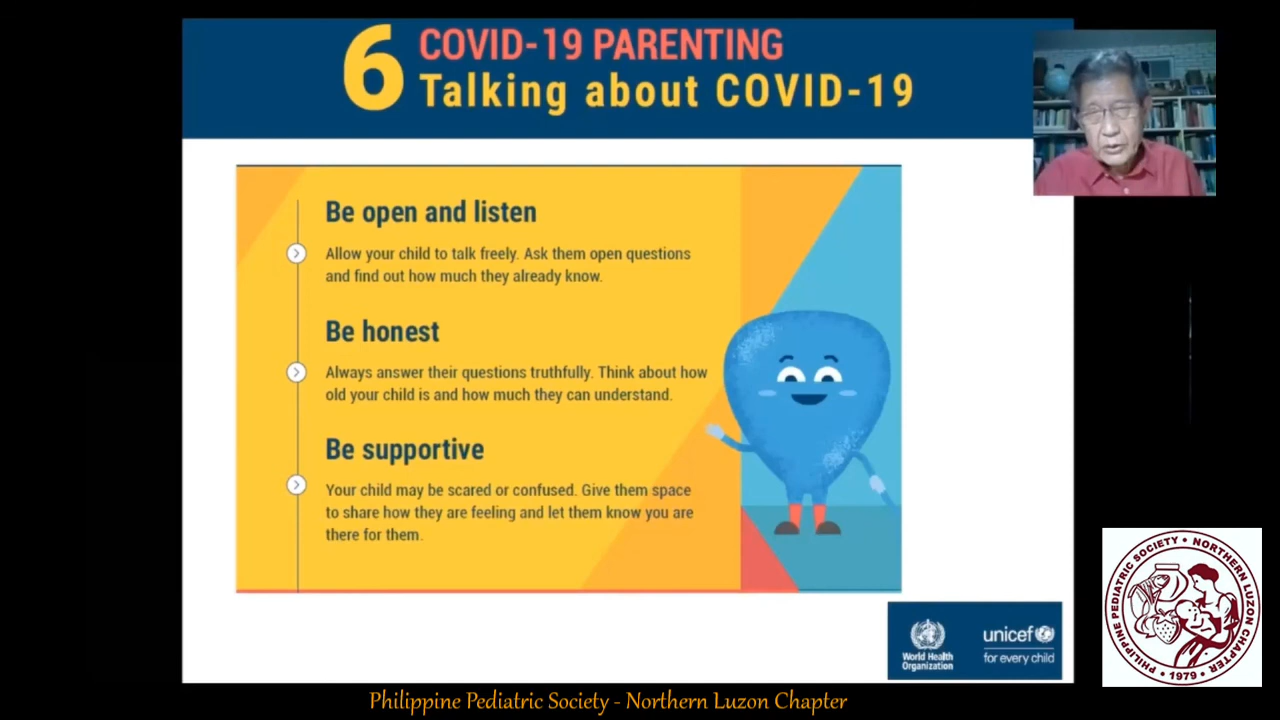 6
COVID-19 PARENTING
Talking about COVID-19
Be open and listen
Allow your child to talk freely. Ask them open questions
and find out how much they already know.
Be honest
Always answer their questions truthfully. Think about how
old your child is and how much they can understand.
Be supportive
Your child may be scared or confused. Give them space
to share how they are feeling and let them know you are
there for them.
World Health
Organization
unicef
for every child
PHILIPPINE PEDIATRIC SOCIETY • NORTHERN LUZON CHAPTER
• 1979 •
Philippine Pediatric Society - Northern Luzon Chapter